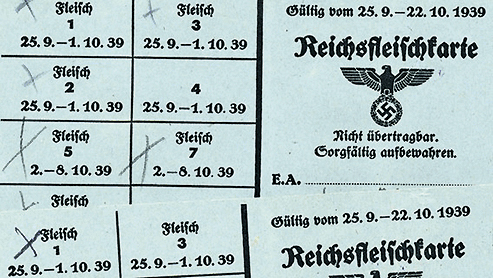 Fleisch
1
25.9.–1.10.39
Fleisch
3
25.9.–1.10.39
Fleisch
2
25.9.–1.10.39
4
25.9.–1.10.39
Fleisch
5
2.–8.10.39
Fleisch
7
2.–8.10.39
Fleisch
Gültig vom 25.9.–22.10.1939
Reichsfleischkarte
Nicht übertragbar.
Sorgfältig aufbewahren.
E.A.
Fleisch
1
25.9.–1.10.39
Fleisch
3
25.9.–1.10.39
Gültig vom 25.9.–22.10.1939
Reichsfleischkarte